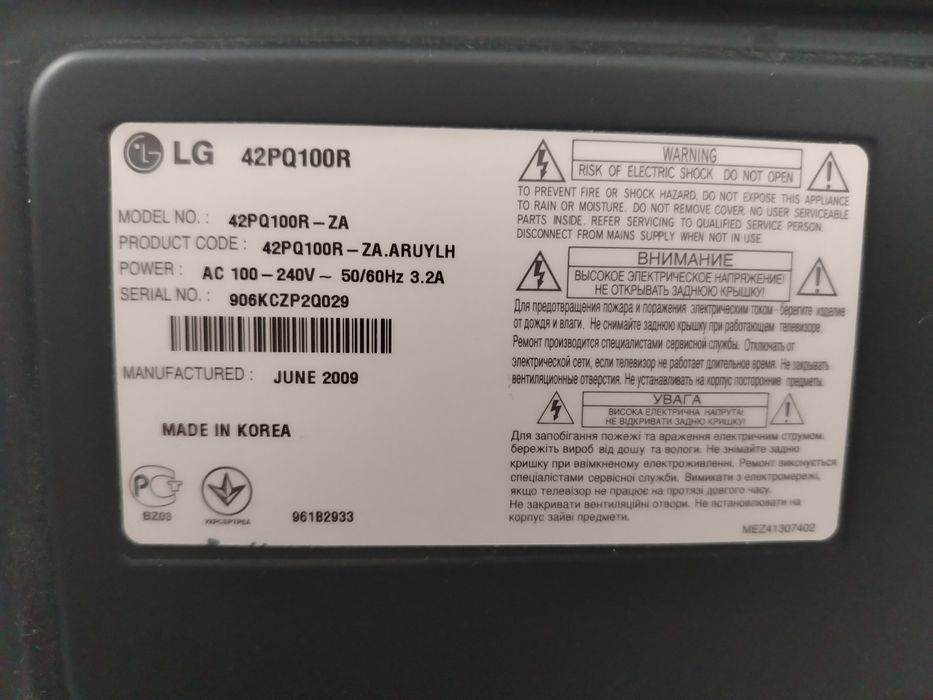 LG 42PQ100R
MODEL NO. : 42PQ100R-ZA
PRODUCT CODE : 42PQ100R-ZA.ARUYLH
POWER : AC 100-240V~ 50/60Hz 3.2A
SERIAL NO. : 906KCZP2Q029
MANUFACTURED : JUNE 2009
MADE IN KOREA
PCT
BZ03
УКРСЕПРО
961B2933
WARNING
RISK OF ELECTRIC SHOCK DO NOT OPEN
TO PREVENT FIRE OR SHOCK HAZARD, DO NOT EXPOSE THIS APPLIANCE
TO RAIN OR MOISTURE. DO NOT REMOVE COVER. NO USER SERVICEABLE
PARTS INSIDE. REFER SERVICING TO QUALIFIED SERVICE PERSON.
DISCONNECT FROM MAINS SUPPLY WHEN NOT IN USE.
ВНИМАНИЕ
ВЫСОКОЕ ЭЛЕКТРИЧЕСКОЕ НАПРЯЖЕНИЕ!
НЕ ОТКРЫВАТЬ ЗАДНЮЮ КРЫШКУ!
Для предотвращения пожара и поражения электрическим током - берегите изделие
от дождя и влаги. Не снимайте заднюю крышку при работающем телевизоре.
Ремонт производится специалистами сервисной службы. Отключать от
электрической сети, если телевизор не работает длительное время. Не закрывать
вентиляционные отверстия. Не устанавливать на корпус посторонние предметы.
УВАГА
ВИСОКА ЕЛЕКТРИЧНА НАПРУГА!
НЕ ВІДКРИВАТИ ЗАДНЮ КРИШКУ!
Для запобігання пожежі та враження електричним струмом.
бережіть виріб від дощу та вологи. Не знімайте задню
кришку при ввімкненому електроживленні. Ремонт виконується
спеціалістами сервісної служби. Вимикати з електромережі,
якщо телевізор не працює на протязі довгого часу.
Не закривати вентиляційні отвори. Не встановлювати на
корпус зайві предмети.
MEZ41307402